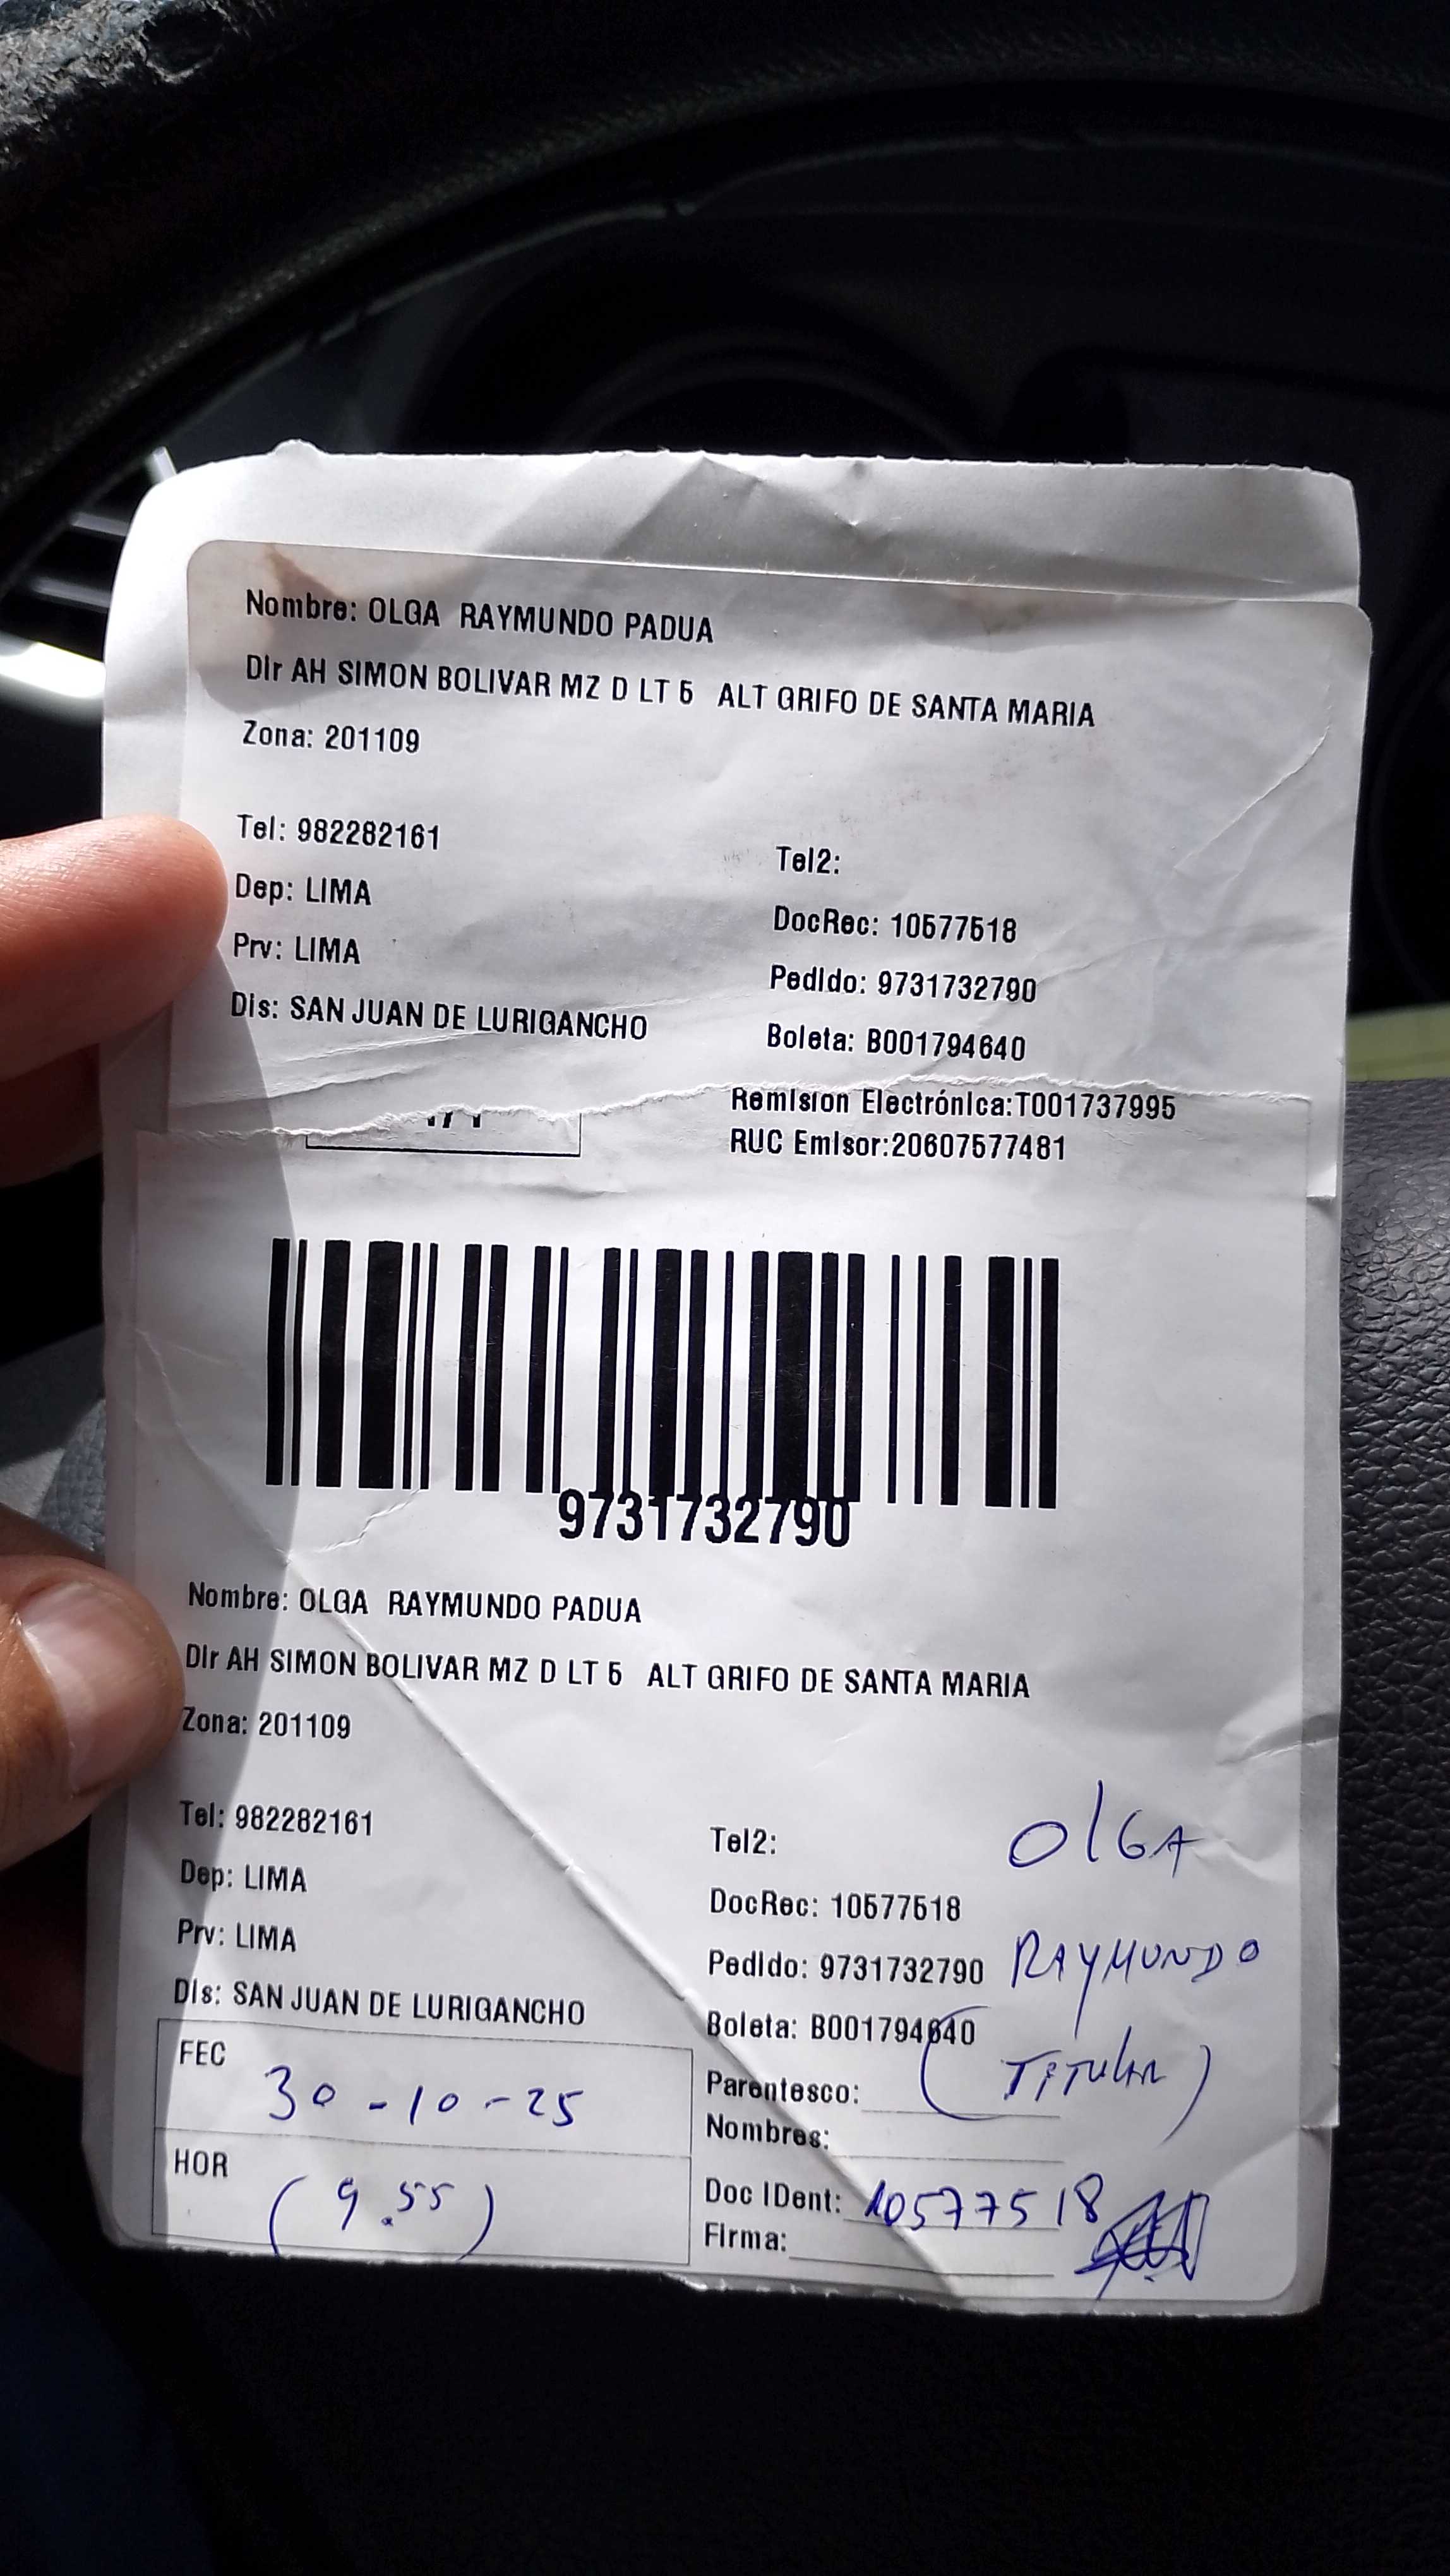 Nombre: OLGA RAYMUNDO PADUA
Dir AH SIMON BOLIVAR MZ D LT 5 ALT GRIFO DE SANTA MARIA
Zona: 201109
Tel: 982282161
Tel2:
Dep: LIMA
DocRec: 10577518
Prv: LIMA
Pedido: 9731732790
Dis: SAN JUAN DE LURIGANCHO
Boleta: B001794640
Remision Electrónica:T001737995
RUC Emisor:20607577481
9731732790
Nombre: OLGA RAYMUNDO PADUA
Dir AH SIMON BOLIVAR MZ D LT 5 ALT GRIFO DE SANTA MARIA
Zona: 201109
Tel: 982282161
Tel2:
OlGA
Dep: LIMA
DocRec: 10577518
Prv: LIMA
Pedido: 9731732790
RAYMUNDO
Dis: SAN JUAN DE LURIGANCHO
Boleta: B001794640
FEC 30-10-25
Parentesco: (TiTulAr)
Nombres:
HOR (9.55)
Doc IDent: 10577518
Firma: